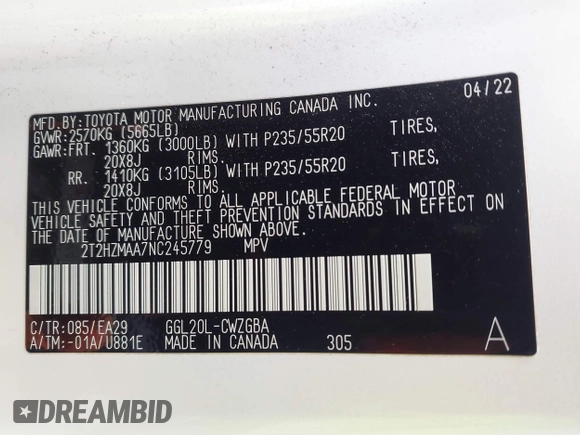 MFD.BY:TOYOTA MOTOR MANUFACTURING CANADA INC. 04/22
GVWR:2570KG (5665LB)
GAWR:FRT. 1360KG (3000LB) WITH P235/55R20 TIRES,
20X8J RIMS.
RR. 1410KG (3105LB) WITH P235/55R20 TIRES,
20X8J RIMS.
THIS VEHICLE CONFORMS TO ALL APPLICABLE FEDERAL MOTOR
VEHICLE SAFETY AND THEFT PREVENTION STANDARDS IN EFFECT ON
THE DATE OF MANUFACTURE SHOWN ABOVE.
2T2HZMAA7NC245779 MPV
C/TR:085/EA29 GGL20L-CWZGBA
A/TM:-01A/U881E MADE IN CANADA 305 A
DREAMBID